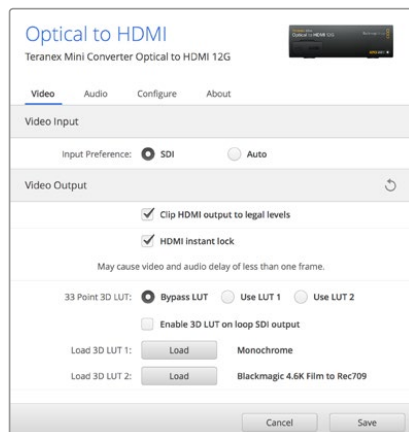 Optical to HDMI
Teranex Mini Converter Optical to HDMI 12G
Optical to HDMI 12G
Video Audio Configure About
Video Input
Input Preference: SDI Auto
Video Output
Clip HDMI output to legal levels
HDMI instant lock
May cause video and audio delay of less than one frame.
33 Point 3D LUT: Bypass LUT Use LUT 1 Use LUT 2
Enable 3D LUT on loop SDI output
Load 3D LUT 1: Load Monochrome
Load 3D LUT 2: Load Blackmagic 4.6K Film to Rec709
Cancel Save